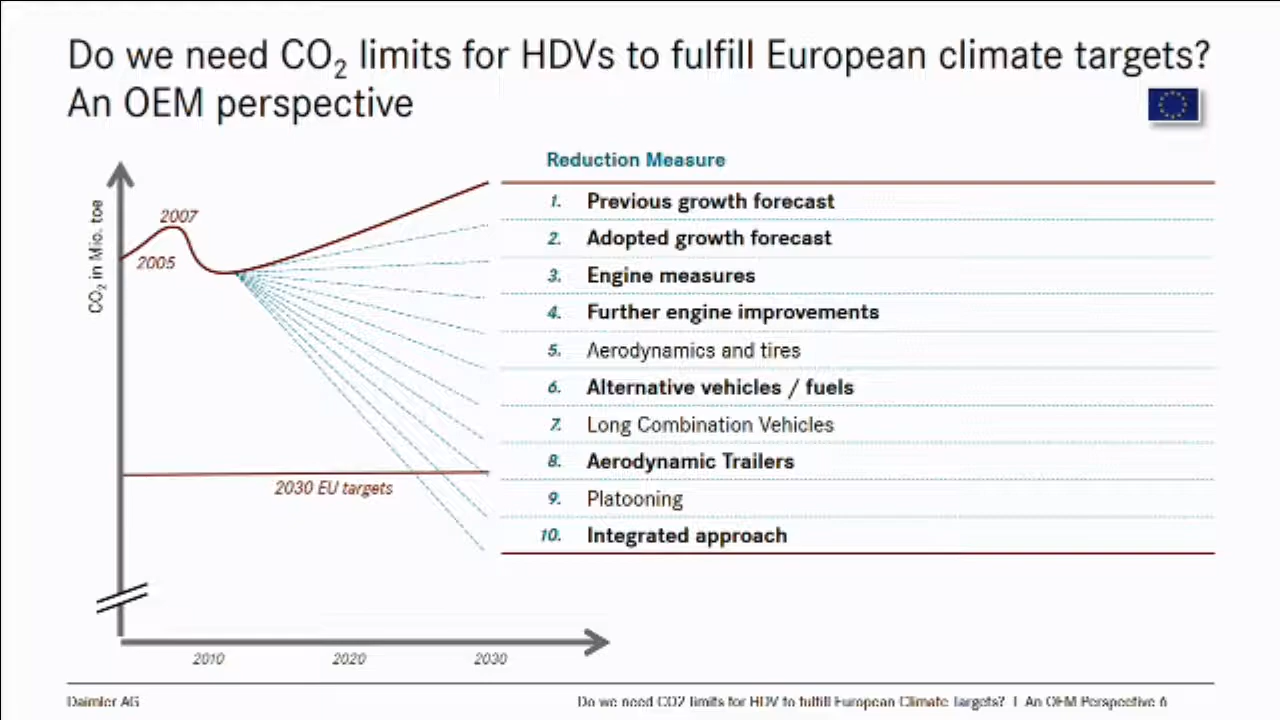 Do we need CO₂ limits for HDVs to fulfill European climate targets?
An OEM perspective
CO₂ in Mio. toe
2007
2005
2030 EU targets
2010
2020
2030
Reduction Measure
1. Previous growth forecast
2. Adopted growth forecast
3. Engine measures
4. Further engine improvements
5. Aerodynamics and tires
6. Alternative vehicles / fuels
7. Long Combination Vehicles
8. Aerodynamic Trailers
9. Platooning
10. Integrated approach
Daimler AG
Do we need CO2 limits for HDV to fulfill European Climate Targets? | An OEM Perspective 6